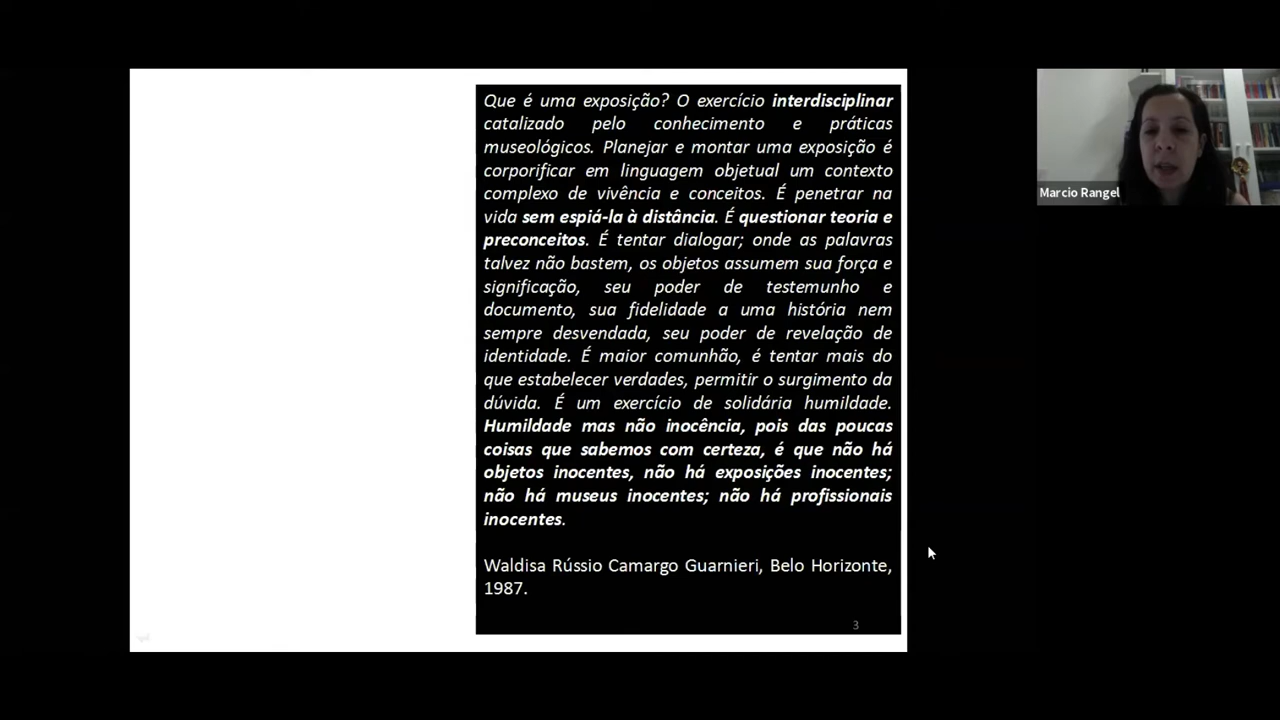 Que é uma exposição? O exercício interdisciplinar
catalizado pelo conhecimento e práticas
museológicos. Planejar e montar uma exposição é
corporificar em linguagem objetual um contexto
complexo de vivência e conceitos. É penetrar na
vida sem espiá-la à distância. É questionar teoria e
preconceitos. É tentar dialogar; onde as palavras
talvez não bastem, os objetos assumem sua força e
significação, seu poder de testemunho e
documento, sua fidelidade a uma história nem
sempre desvendada, seu poder de revelação de
identidade. É maior comunhão, é tentar mais do
que estabelecer verdades, permitir o surgimento da
dúvida. É um exercício de solidária humildade.
Humildade mas não inocência, pois das poucas
coisas que sabemos com certeza, é que não há
objetos inocentes, não há exposições inocentes;
não há museus inocentes; não há profissionais
inocentes.
Waldisa Rússio Camargo Guarnieri, Belo Horizonte,
1987.
3
Marcio Rangel